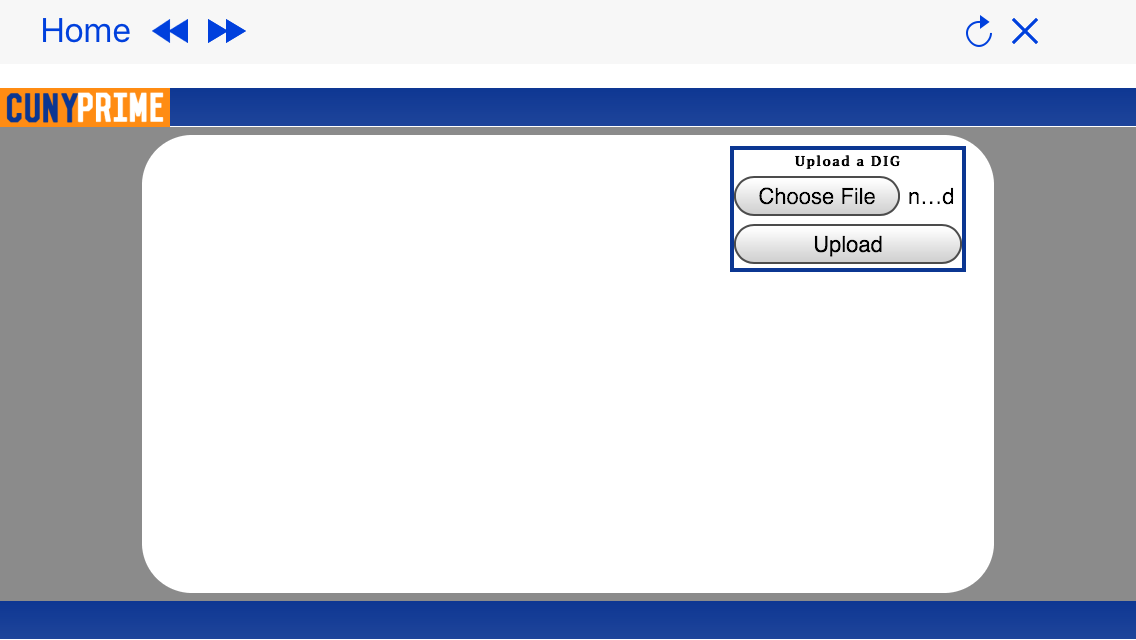 Home
CUNYPRIME
Upload a DIG
Choose File n...d
Upload